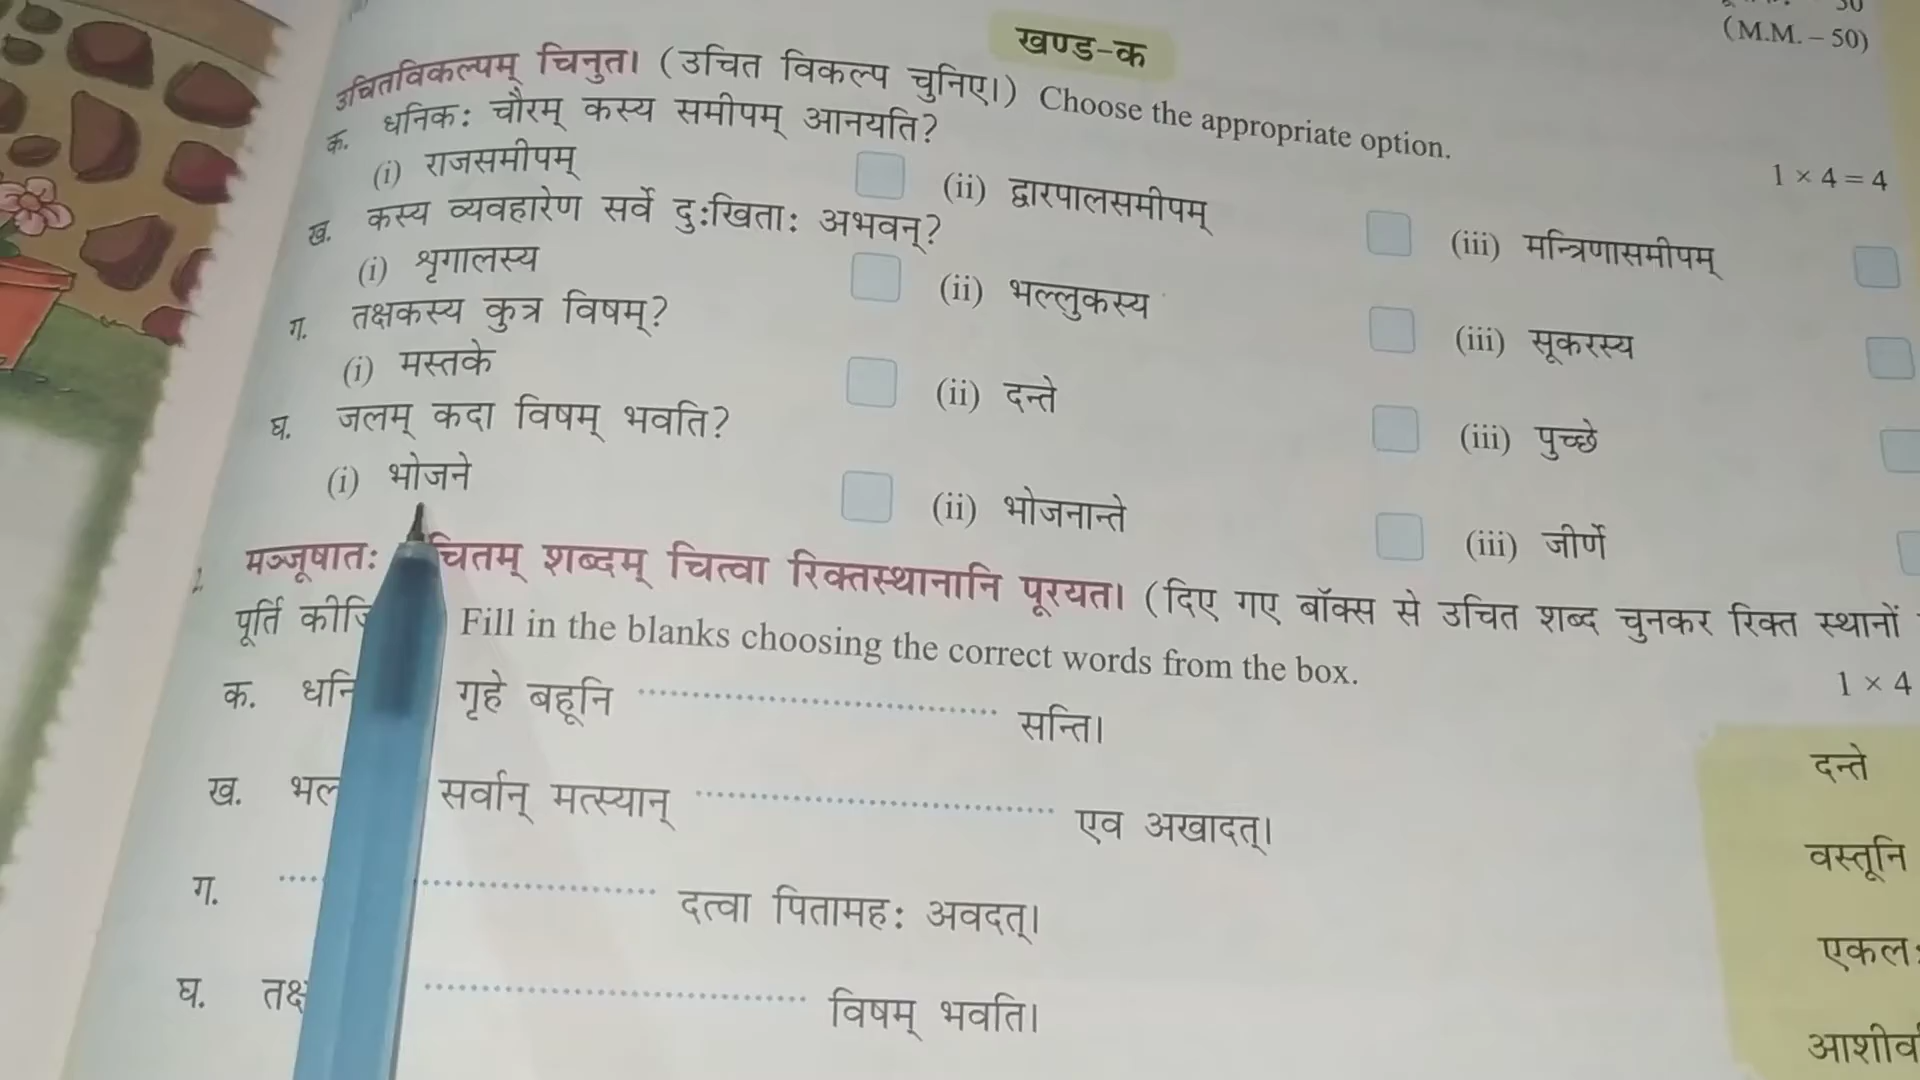 (M.M. – 50)
खण्ड-क
उचितविकल्पम् चिनुत। (उचित विकल्प चुनिए।) Choose the appropriate option.
1 × 4 = 4
क. धनिकः चौरम् कस्य समीपम् आनयति?
(i) राजसमीपम् (ii) द्वारपालसमीपम् (iii) मन्त्रिणासमीपम्
ख. कस्य व्यवहारेण सर्वे दुःखिताः अभवन्?
(i) शृगालस्य (ii) भल्लुकस्य (iii) सूकरस्य
ग. तक्षकस्य कुत्र विषम्?
(i) मस्तके (ii) दन्ते (iii) पुच्छे
घ. जलम् कदा विषम् भवति?
(i) भोजने (ii) भोजनान्ते (iii) जीर्णे
मञ्जूषातः चितम् शब्दम् चित्वा रिक्तस्थानानि पूरयत। (दिए गए बॉक्स से उचित शब्द चुनकर रिक्त स्थानों
पूर्ति Fill in the blanks choosing the correct words from the box.
1 × 4
क. धनि गृहे बहूनि सन्ति।
ख. सर्वान् मत्स्यान् एव अखादत्।
ग. दत्वा पितामहः अवदत्।
घ. तक्ष विषम् भवति।
दन्ते
वस्तूनि
एकलः